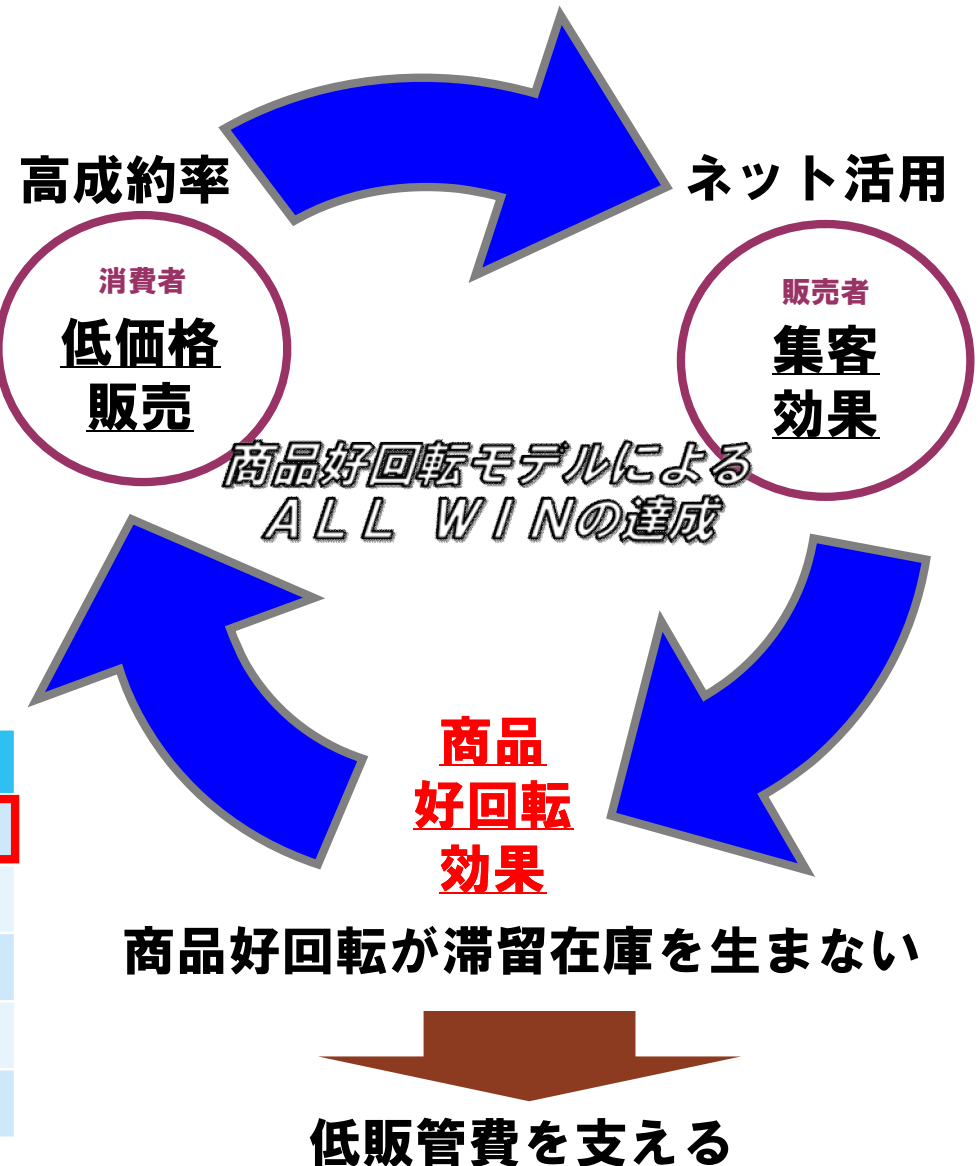 高成約率
ネット活用
消費者
低価格
販売
販売者
集客
効果
商品好回転モデルによる
ＡＬＬ　ＷＩＮの達成
商品
好回転
効果
商品好回転が滞留在庫を生まない
低販管費を支える